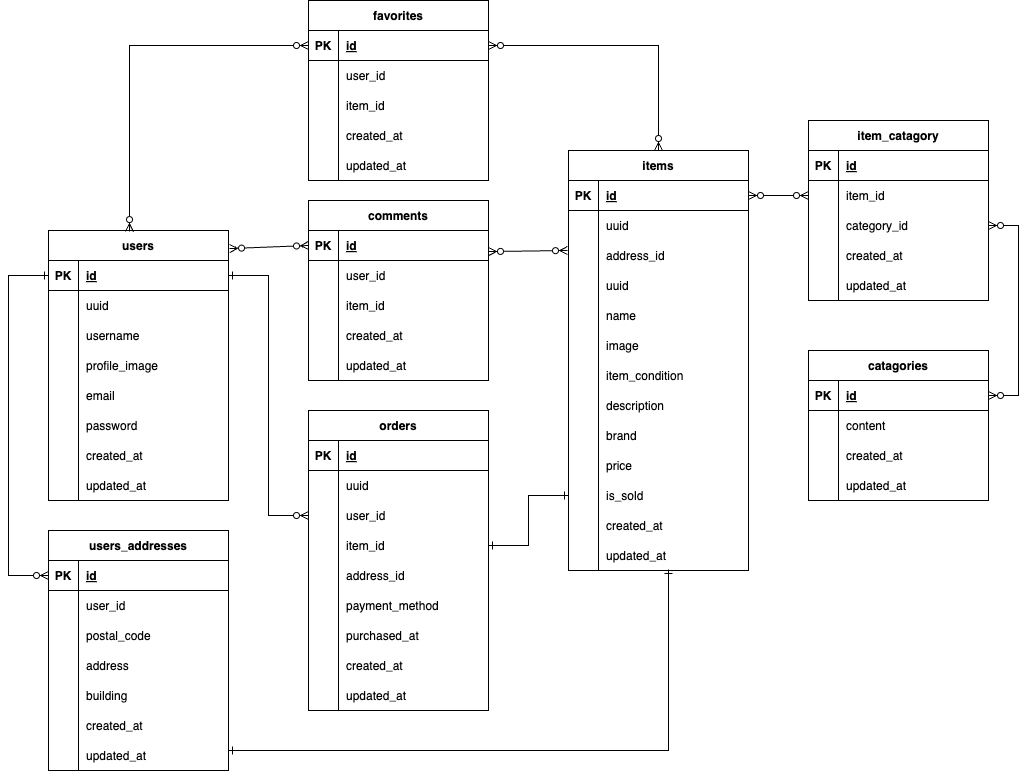 favorites
PK id
user_id
item_id
created_at
updated_at
users
PK id
uuid
username
profile_image
email
password
created_at
updated_at
comments
PK id
user_id
item_id
created_at
updated_at
items
PK id
uuid
address_id
uuid
name
image
item_condition
description
brand
price
is_sold
created_at
updated_at
item_catagory
PK id
item_id
category_id
created_at
updated_at
catagories
PK id
content
created_at
updated_at
orders
PK id
uuid
user_id
item_id
address_id
payment_method
purchased_at
created_at
updated_at
users_addresses
PK id
user_id
postal_code
address
building
created_at
updated_at